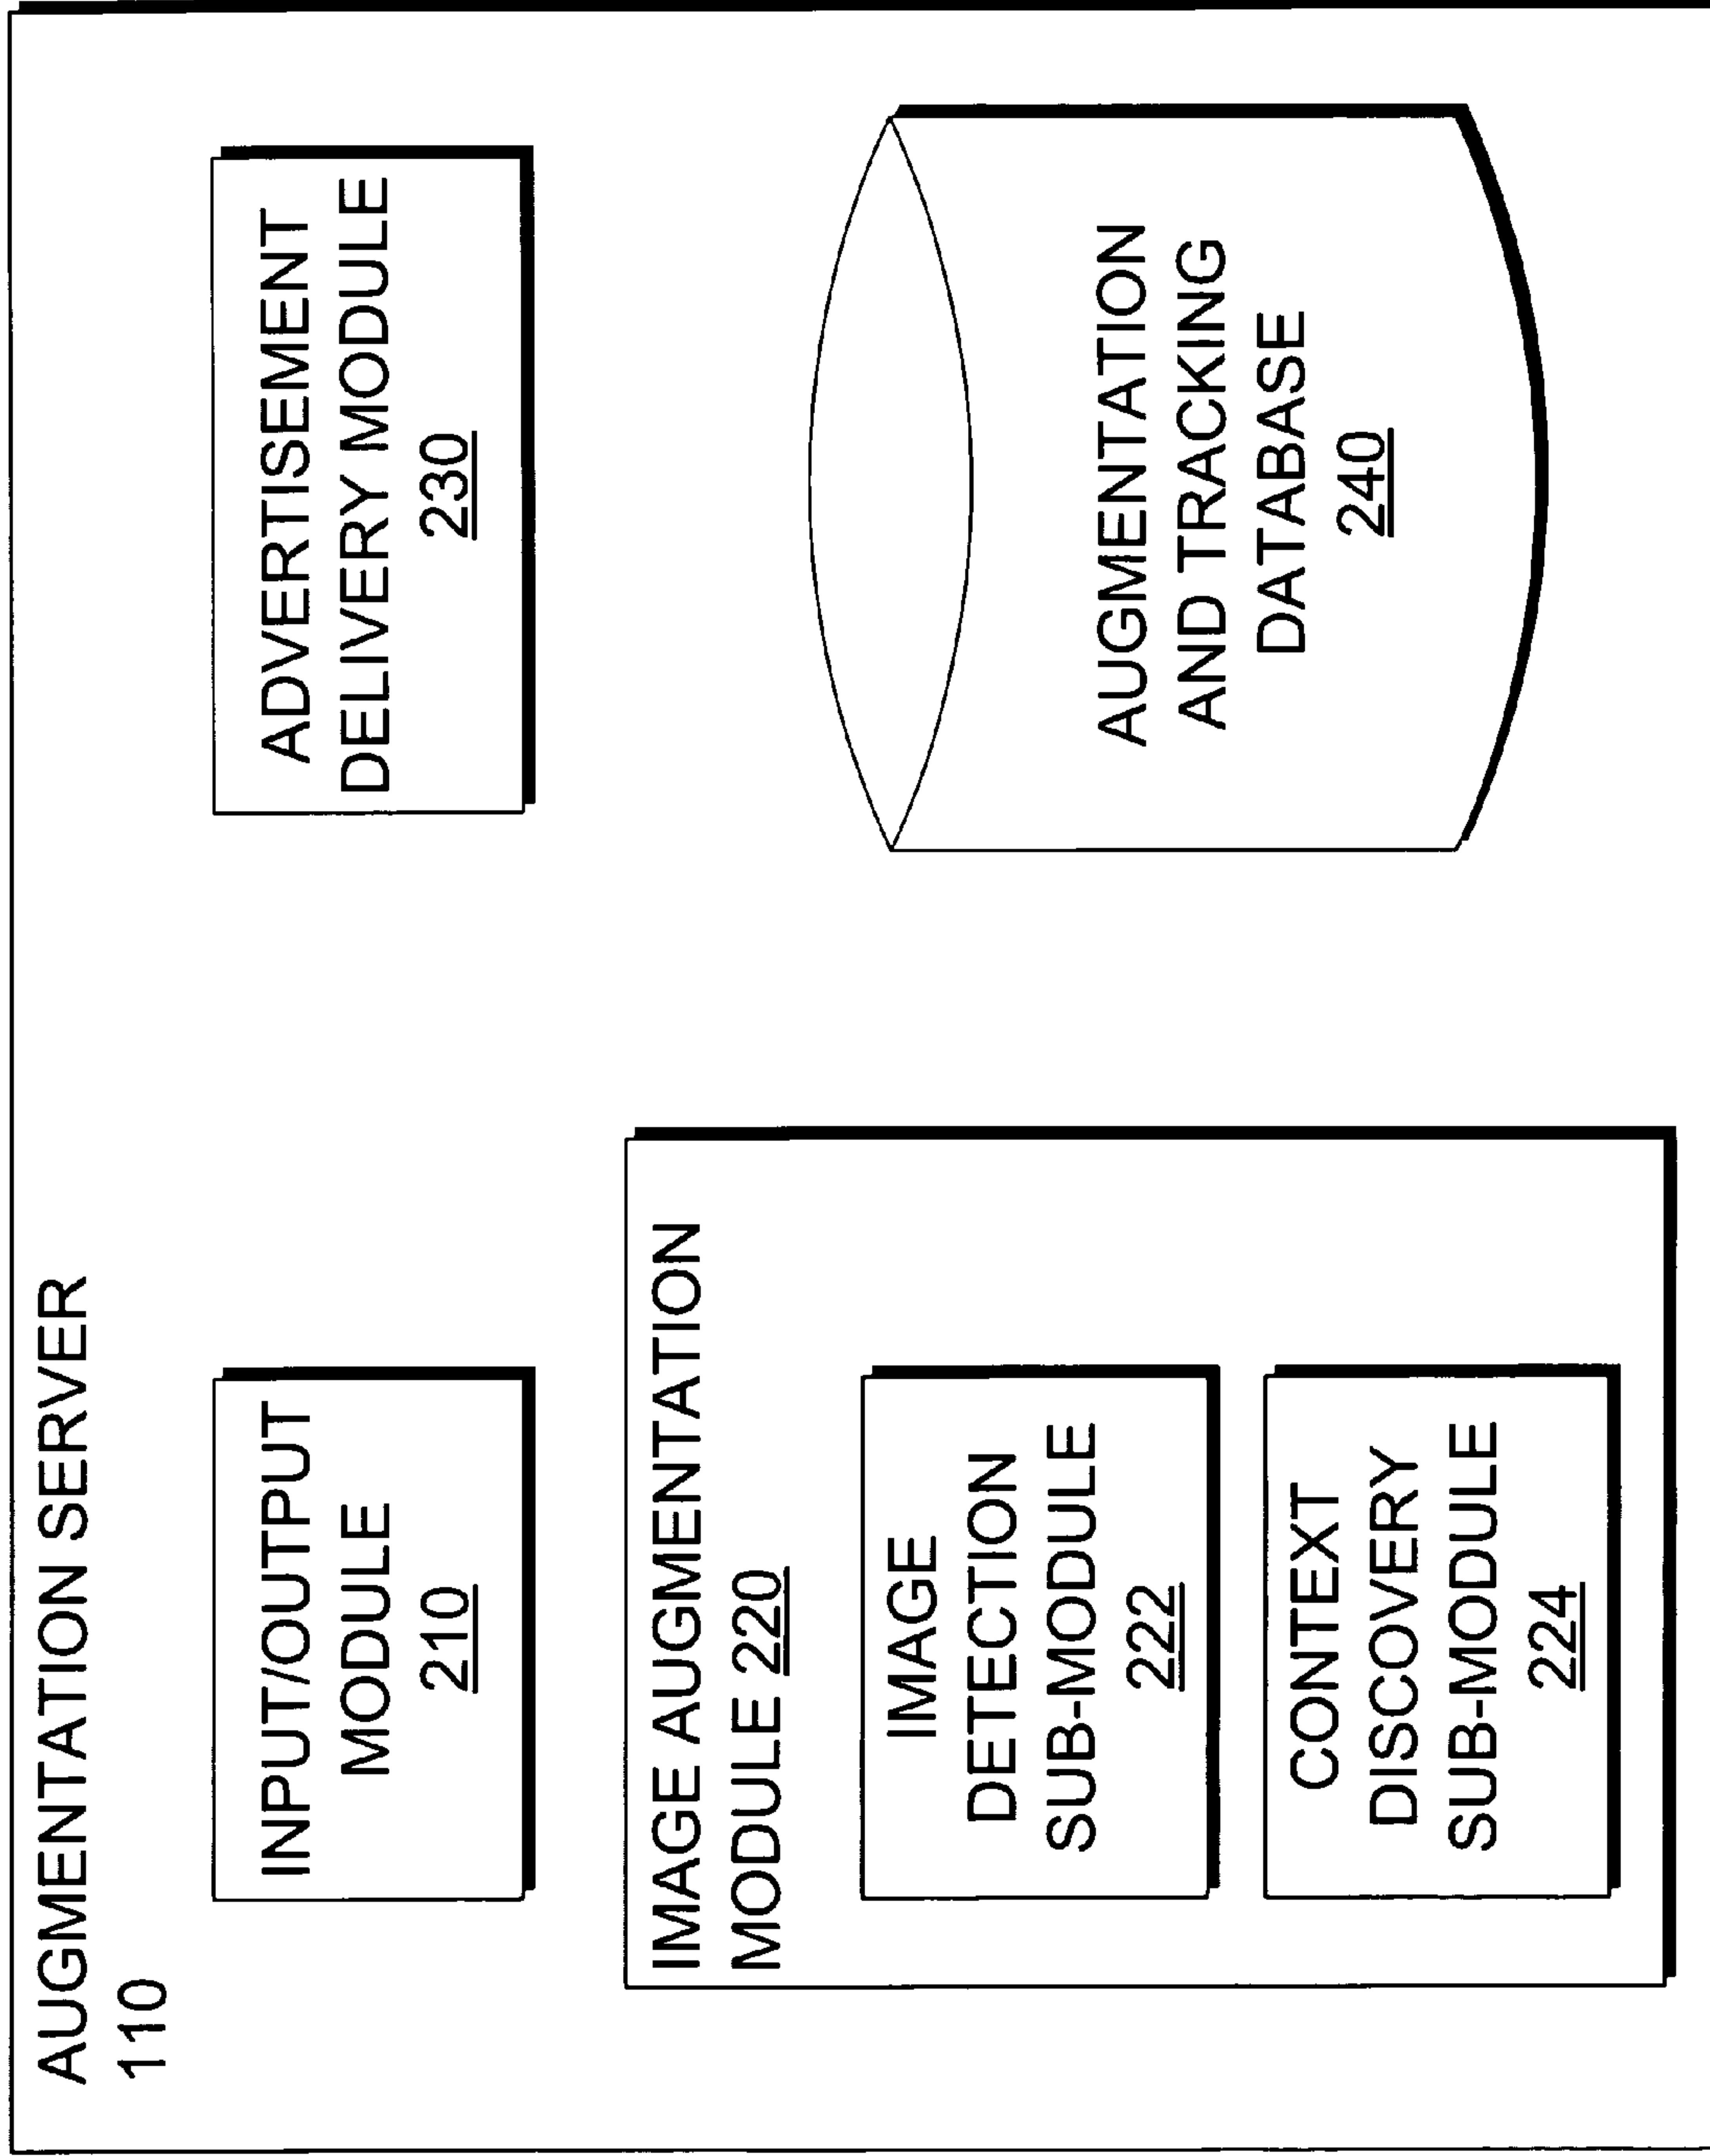 AUGMENTATION SERVER
110
INPUT/OUTPUT
MODULE
210
ADVERTISEMENT
DELIVERY MODULE
230
IMAGE AUGMENTATION
MODULE 220
IMAGE
DETECTION
SUB-MODULE
222
CONTEXT
DISCOVERY
SUB-MODULE
224
AUGMENTATION
AND TRACKING
DATABASE
240